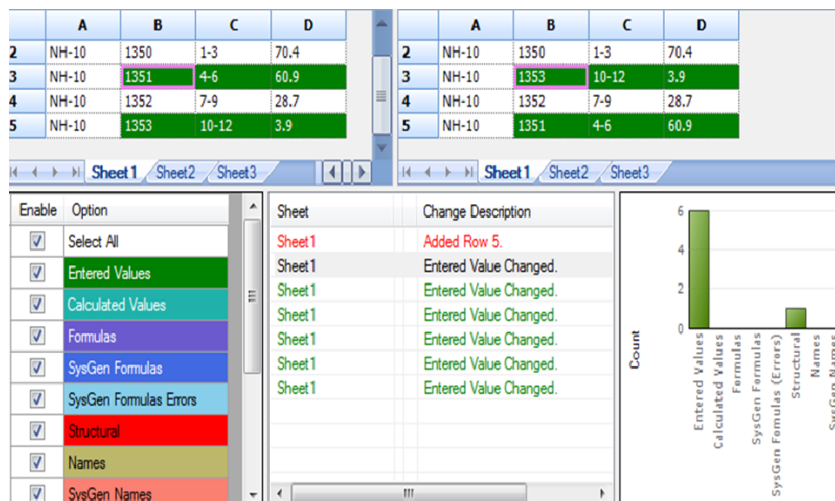 A B C D
2 NH-10 1350 1-3 70.4
3 NH-10 1351 4-6 60.9
4 NH-10 1352 7-9 28.7
5 NH-10 1353 10-12 3.9
Sheet1 Sheet2 Sheet3
A B C D
2 NH-10 1350 1-3 70.4
3 NH-10 1353 10-12 3.9
4 NH-10 1352 7-9 28.7
5 NH-10 1351 4-6 60.9
Sheet1 Sheet2 Sheet3
Enable Option
Select All
Entered Values
Calculated Values
Formulas
SysGen Formulas
SysGen Formulas Errors
Structural
Names
SysGen Names
Sheet Change Description
Sheet1 Added Row 5.
Sheet1 Entered Value Changed.
Sheet1 Entered Value Changed.
Sheet1 Entered Value Changed.
Sheet1 Entered Value Changed.
Sheet1 Entered Value Changed.
Sheet1 Entered Value Changed.
Count
6
4
2
0
Entered Values
Calculated Values
Formulas
SysGen Formulas
SysGen Fomulas (Errors)
Structural
Names
SysGen Names